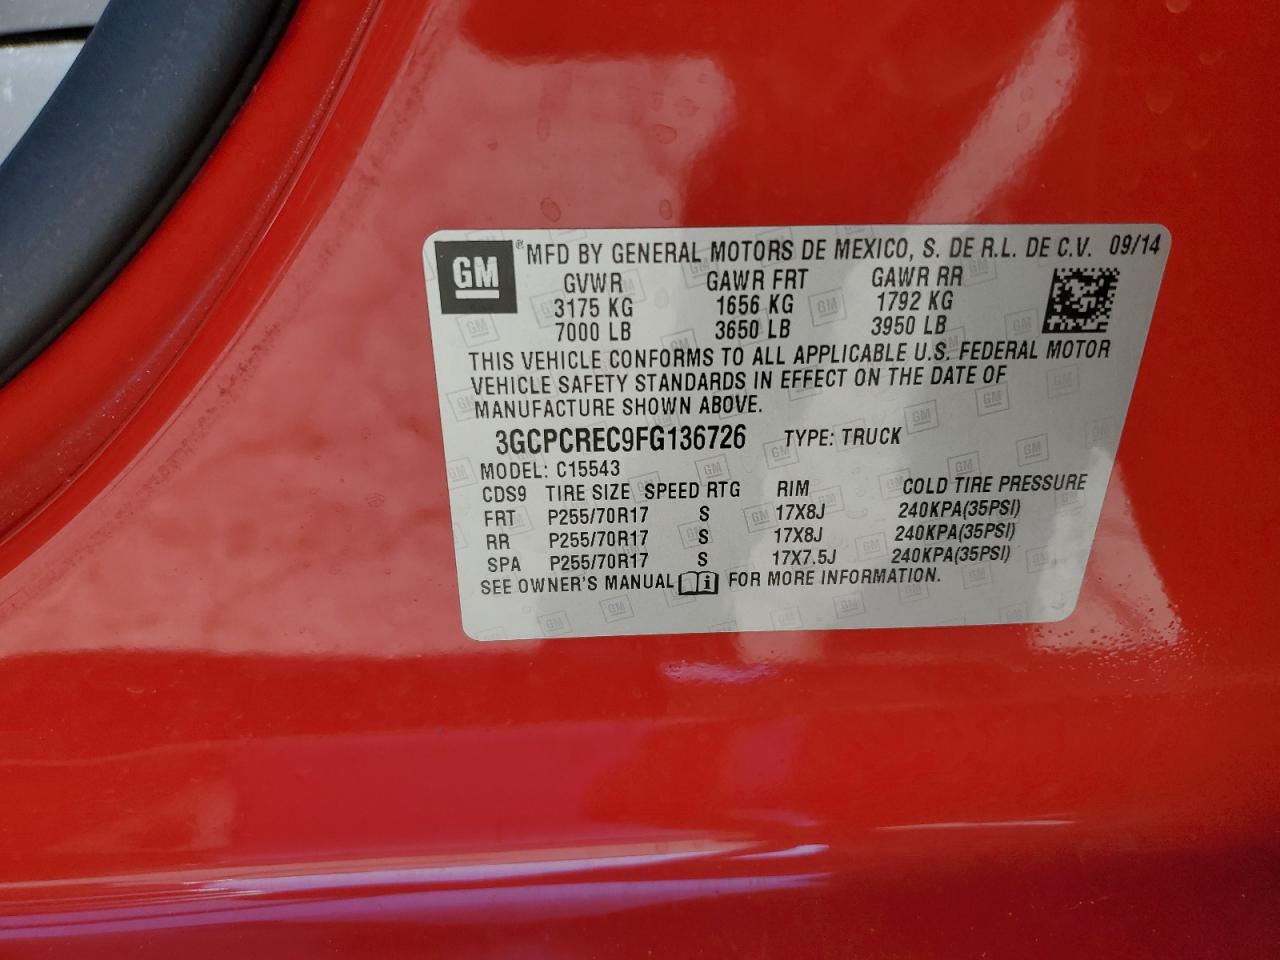 GM ® MFD BY GENERAL MOTORS DE MEXICO, S. DE R.L. DE C.V. 09/14
GVWR GAWR FRT GAWR RR
3175 KG 1656 KG 1792 KG
7000 LB 3650 LB 3950 LB
THIS VEHICLE CONFORMS TO ALL APPLICABLE U.S. FEDERAL MOTOR
VEHICLE SAFETY STANDARDS IN EFFECT ON THE DATE OF
MANUFACTURE SHOWN ABOVE.
3GCPCREC9FG136726 TYPE: TRUCK
MODEL: C15543
CDS9 TIRE SIZE SPEED RTG RIM COLD TIRE PRESSURE
FRT P255/70R17 S 17X8J 240KPA(35PSI)
RR P255/70R17 S 17X8J 240KPA(35PSI)
SPA P255/70R17 S 17X7.5J 240KPA(35PSI)
SEE OWNER'S MANUAL FOR MORE INFORMATION.